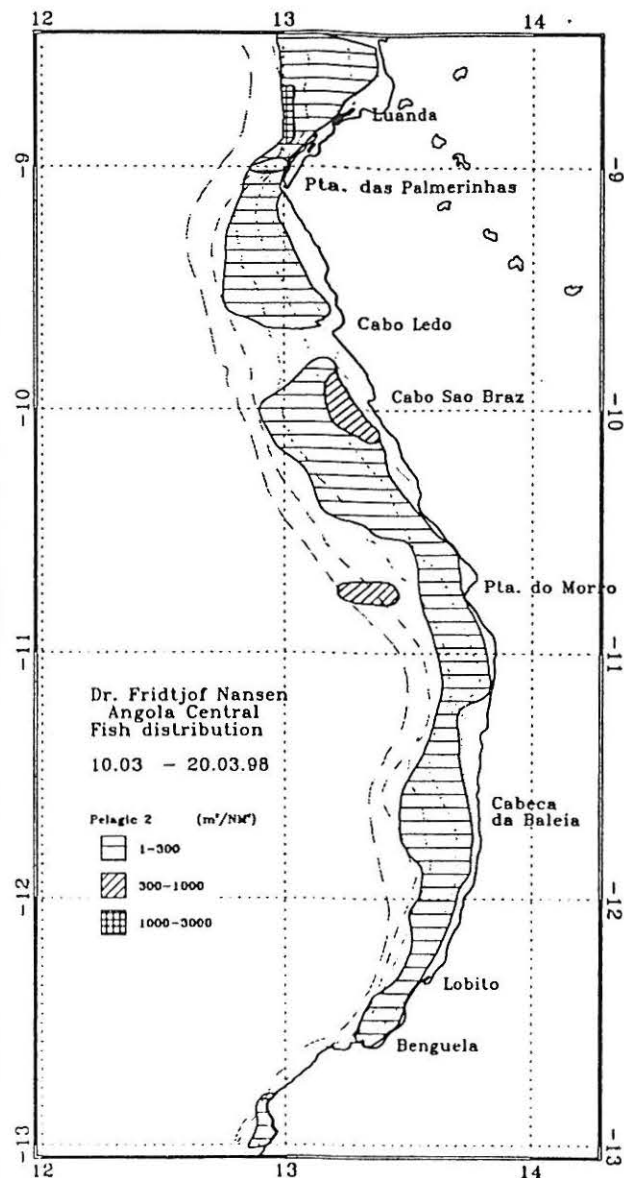 12 13 14
Luanda
-9 -9
Pta. das Palmerinhas
Cabo Ledo
-10 Cabo Sao Braz -10
Pta. do Morro
-11 -11
Dr. Fridtjof Nansen
Angola Central
Fish distribution
10.03 - 20.03.98
Pelagic 2 (m²/NM²)
1-300
300-1000
1000-3000
Cabeca
da Baleia
-12 -12
Lobito
Benguela
-13 -13
12 13 14